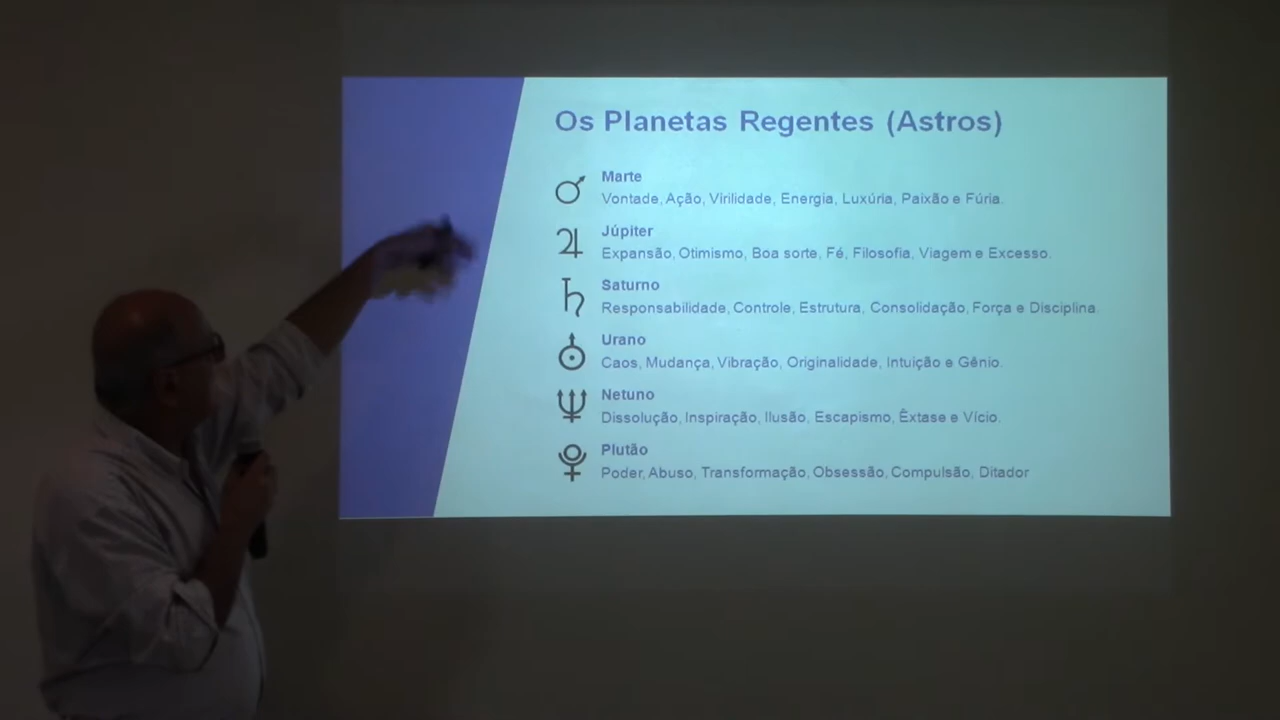 Os Planetas Regentes (Astros)
Marte
Vontade, Ação, Virilidade, Energia, Luxúria, Paixão e Fúria.
Júpiter
Expansão, Otimismo, Boa sorte, Fé, Filosofia, Viagem e Excesso.
Saturno
Responsabilidade, Controle, Estrutura, Consolidação, Força e Disciplina.
Urano
Caos, Mudança, Vibração, Originalidade, Intuição e Gênio.
Netuno
Dissolução, Inspiração, Ilusão, Escapismo, Êxtase e Vício.
Plutão
Poder, Abuso, Transformação, Obsessão, Compulsão, Ditador